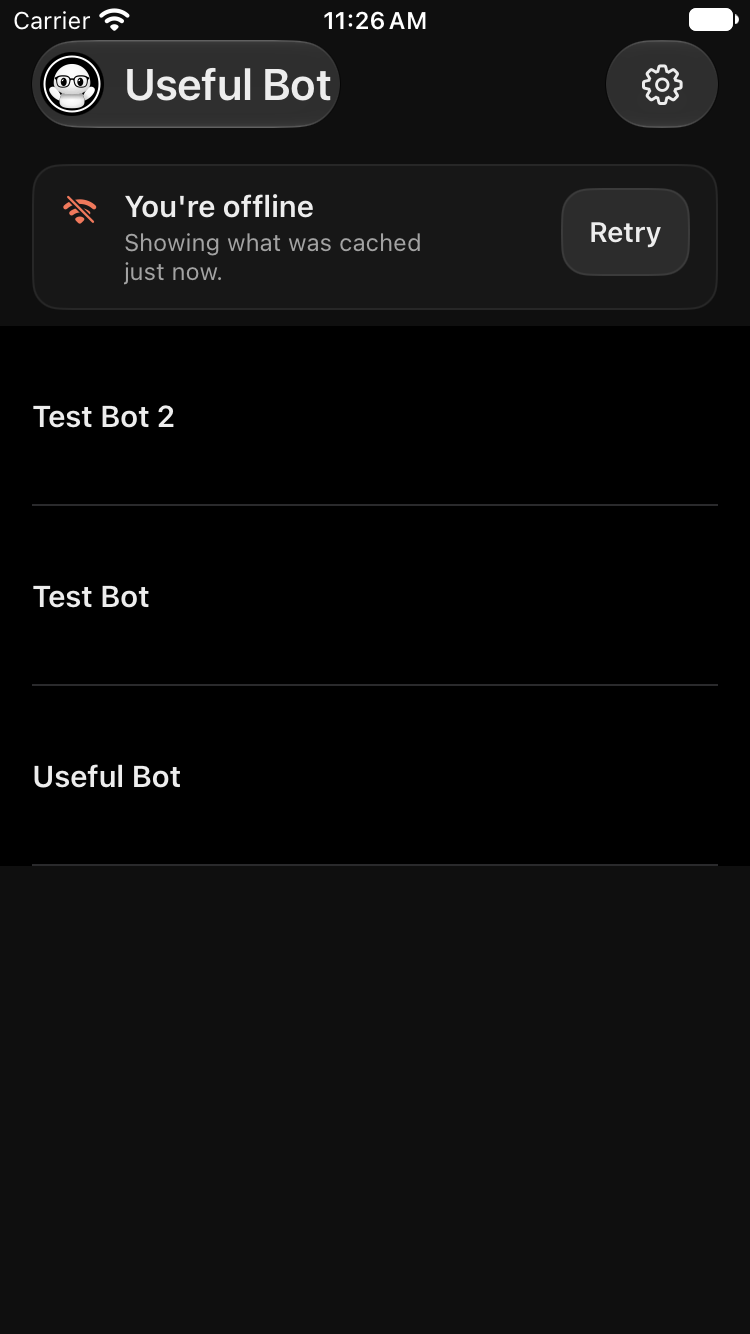 Carrier 11:26 AM
Useful Bot
You're offline
Showing what was cached
just now.
Retry
Test Bot 2
Test Bot
Useful Bot